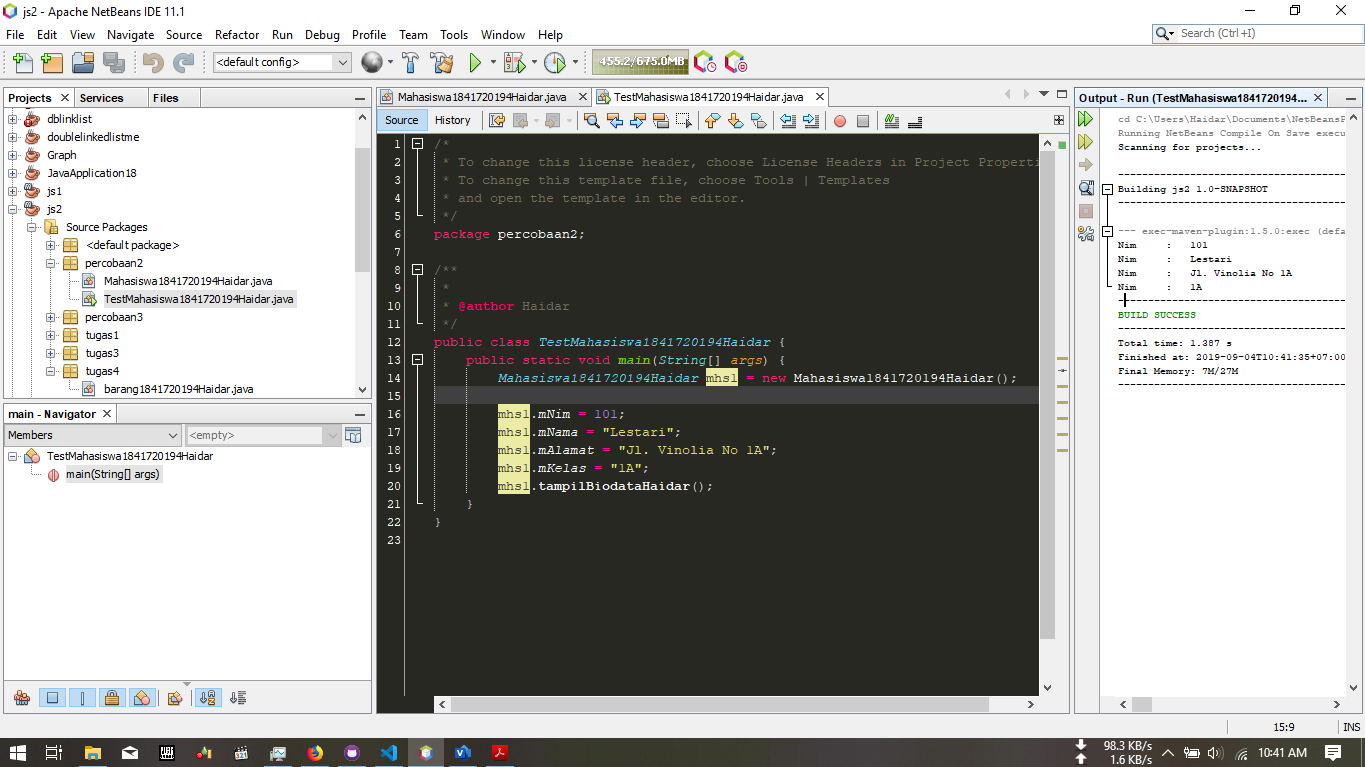 js2 - Apache NetBeans IDE 11.1
File Edit View Navigate Source Refactor Run Debug Profile Team Tools Window Help
Search (Ctrl+I)
<default config>
455.2/675.0MB
Projects Services Files
dblinklist
doublelinkedlistme
Graph
JavaApplication18
js1
js2
Source Packages
<default package>
percobaan2
Mahasiswa1841720194Haidar.java
TestMahasiswa1841720194Haidar.java
percobaan3
tugas1
tugas3
tugas4
barang1841720194Haidar.java
main - Navigator
Members
<empty>
TestMahasiswa1841720194Haidar
main(String[] args)
Mahasiswa1841720194Haidar.java TestMahasiswa1841720194Haidar.java
Source History
1 /*
2 * To change this license header, choose License Headers in Project Properti
3 * To change this template file, choose Tools | Templates
4 * and open the template in the editor.
5 */
6 package percobaan2;
7
8 /**
9 *
10 * @author Haidar
11 */
12 public class TestMahasiswa1841720194Haidar {
13 public static void main(String[] args) {
14 Mahasiswa1841720194Haidar mhs1 = new Mahasiswa1841720194Haidar();
15
16 mhs1.mNim = 101;
17 mhs1.mNama = "Lestari";
18 mhs1.mAlamat = "Jl. Vinolia No 1A";
19 mhs1.mKelas = "1A";
20 mhs1.tampilBiodataHaidar();
21 }
22 }
23
Output - Run (TestMahasiswa1841720194...
cd C:\Users\Haidar\Documents\NetBeansP
Running NetBeans Compile On Save execu
Scanning for projects...
------------------------------------
Building js2 1.0-SNAPSHOT
------------------------------------
--- exec-maven-plugin:1.5.0:exec (defa
Nim : 101
Nim : Lestari
Nim : Jl. Vinolia No 1A
Nim : 1A
------------------------------------
BUILD SUCCESS
------------------------------------
Total time: 1.387 s
Finished at: 2019-09-04T10:41:35+07:00
Final Memory: 7M/27M
------------------------------------
15:9 INS
98.3 KB/s
1.6 KB/s
10:41 AM